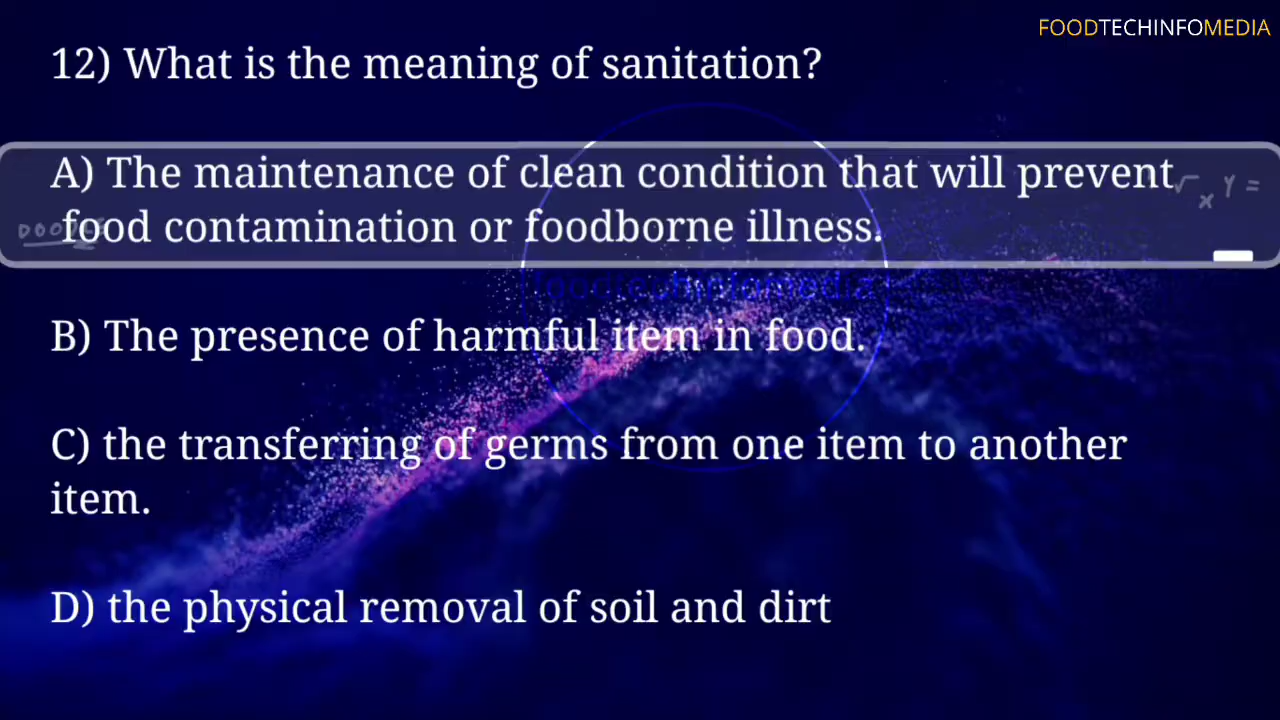 FOODTECHINFOMEDIA
12) What is the meaning of sanitation?
A) The maintenance of clean condition that will prevent
food contamination or foodborne illness.
√ x Y =
B) The presence of harmful item in food.
C) the transferring of germs from one item to another
item.
D) the physical removal of soil and dirt
foodtechinfomedia